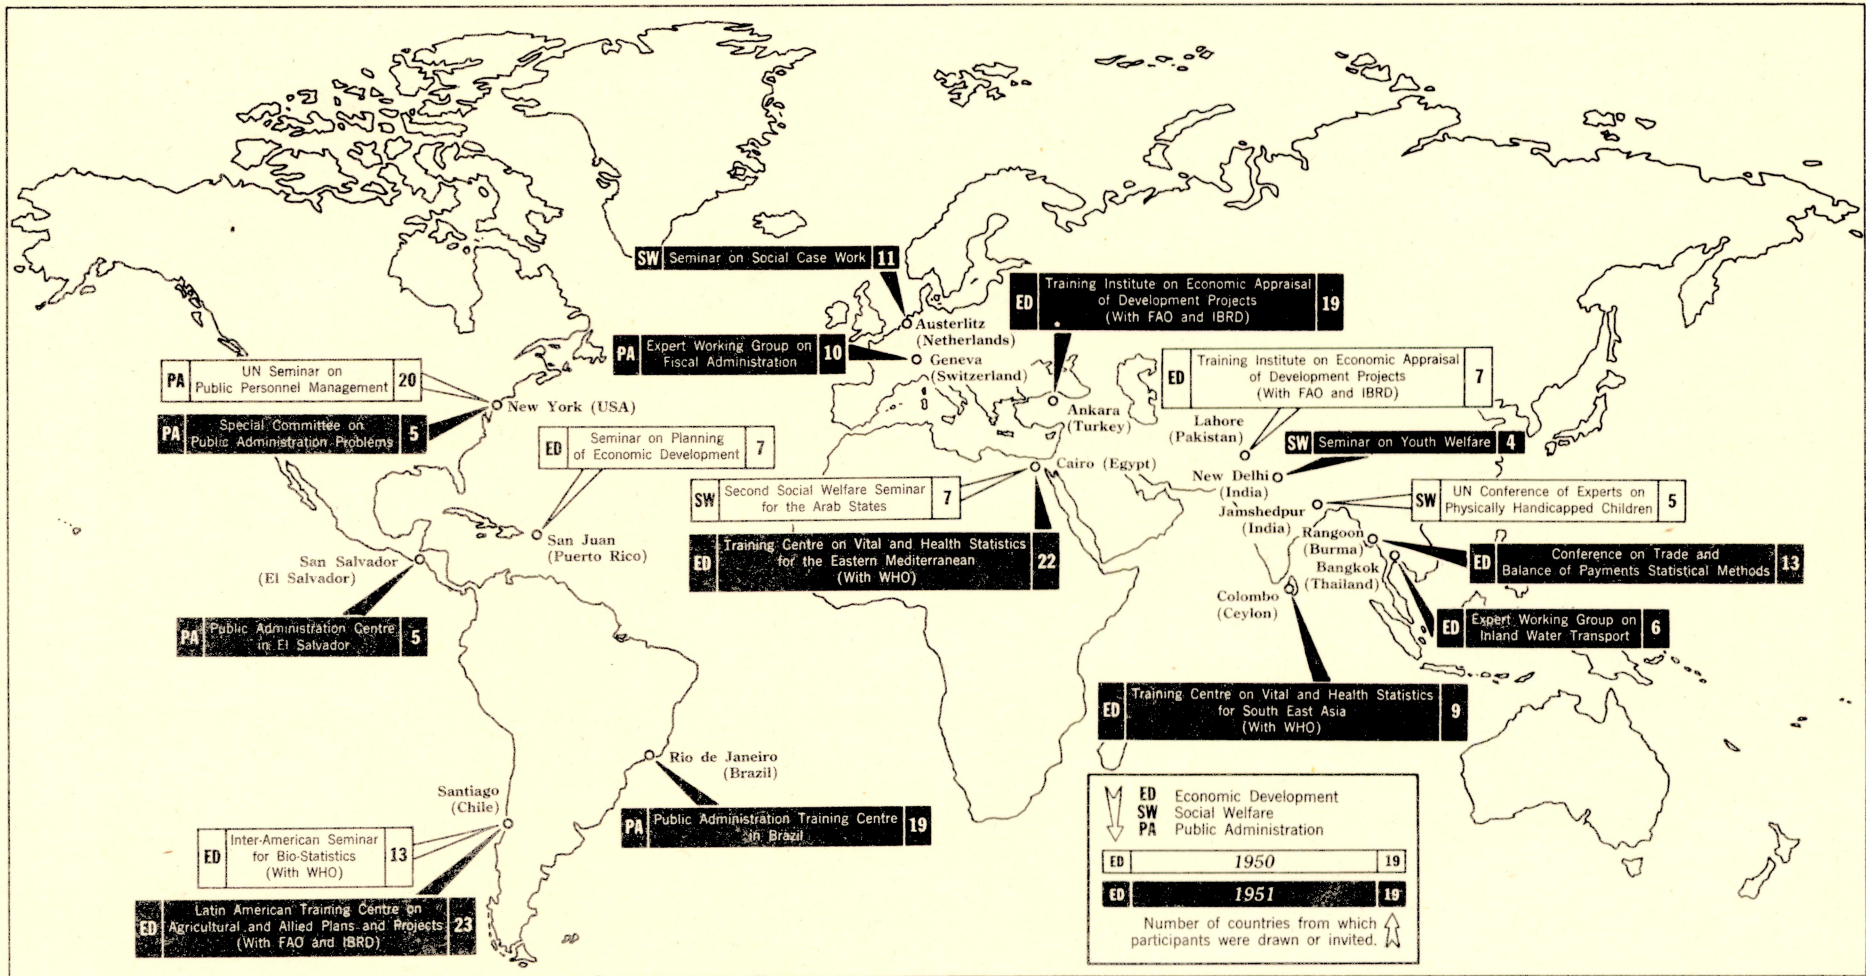 SW Seminar on Social Case Work 11
Austerlitz
(Netherlands)
ED Training Institute on Economic Appraisal
of Development Projects
(With FAO and IBRD)
19
PA Expert Working Group on
Fiscal Administration
10
Geneva
(Switzerland)
Ankara
(Turkey)
ED Training Institute on Economic Appraisal
of Development Projects
(With FAO and IBRD)
7
Lahore
(Pakistan)
PA UN Seminar on
Public Personnel Management
20
New York (USA)
PA Special Committee on
Public Administration Problems
5
ED Seminar on Planning
of Economic Development
7
San Juan
(Puerto Rico)
SW Seminar on Youth Welfare 4
New Delhi
(India)
Cairo (Egypt)
SW Second Social Welfare Seminar
for the Arab States
7
ED Training Centre on Vital and Health Statistics
for the Eastern Mediterranean
(With WHO)
22
SW UN Conference of Experts on
Physically Handicapped Children
5
Jamshedpur
(India)
Rangoon
(Burma)
ED Conference on Trade and
Balance of Payments Statistical Methods
13
Bangkok
(Thailand)
ED Expert Working Group on
Inland Water Transport
6
Colombo
(Ceylon)
ED Training Centre on Vital and Health Statistics
for South East Asia
(With WHO)
9
San Salvador
(El Salvador)
PA Public Administration Centre
in El Salvador
5
Rio de Janeiro
(Brazil)
PA Public Administration Training Centre
in Brazil
19
Santiago
(Chile)
ED Inter-American Seminar
for Bio-Statistics
(With WHO)
13
ED Latin American Training Centre on
Agricultural and Allied Plans and Projects
(With FAO and IBRD)
23
ED Economic Development
SW Social Welfare
PA Public Administration
ED 1950 19
ED 1951 19
Number of countries from which
participants were drawn or invited.